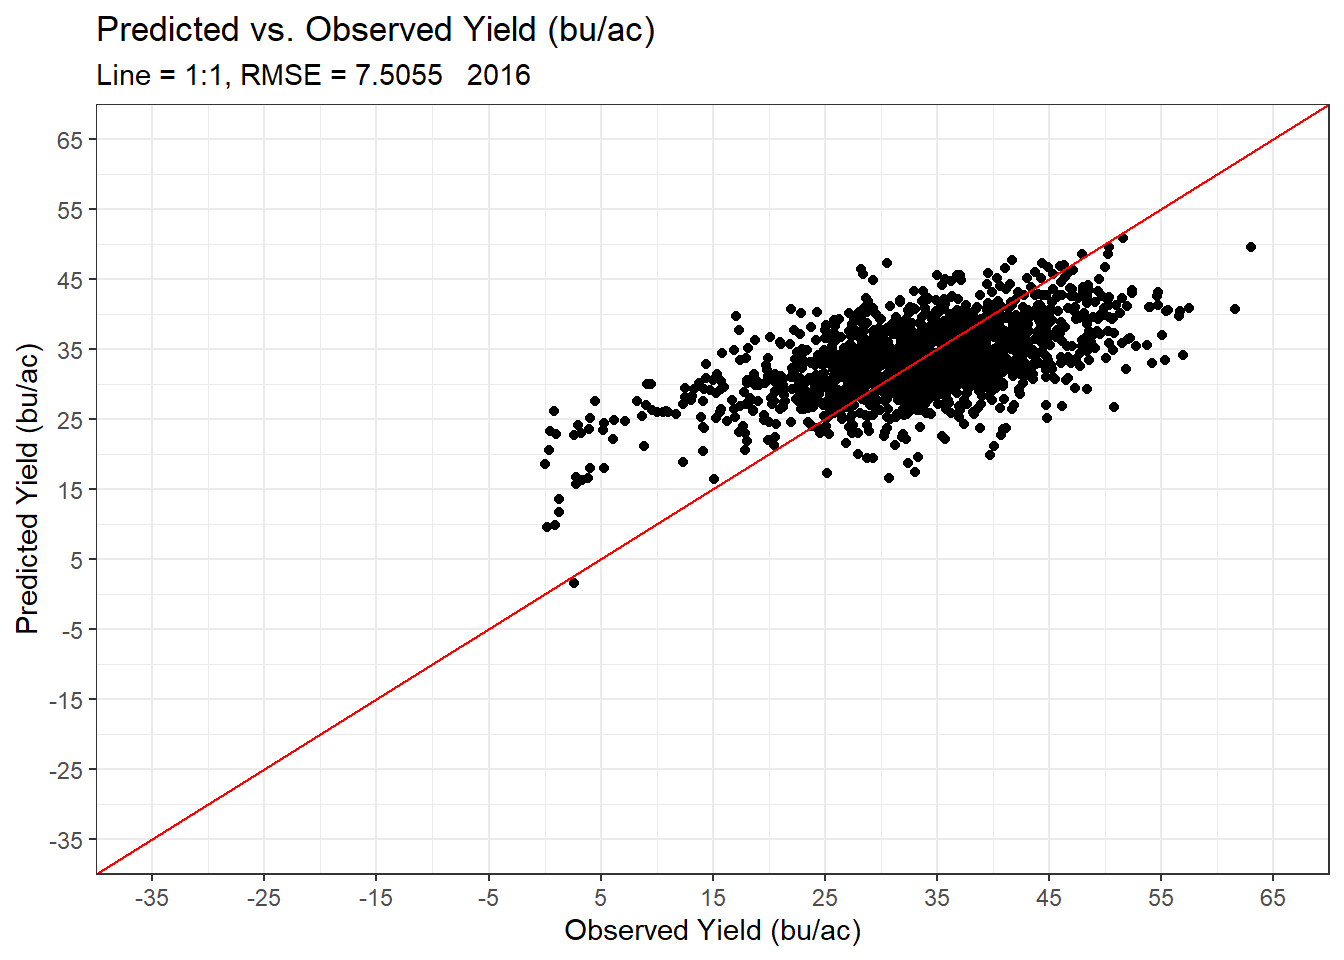 Predicted vs. Observed Yield (bu/ac)
Line = 1:1, RMSE = 7.5055   2016
Predicted Yield (bu/ac)
65
55
45
35
25
15
5
-5
-15
-25
-35
-35 -25 -15 -5 5 15 25 35 45 55 65
Observed Yield (bu/ac)